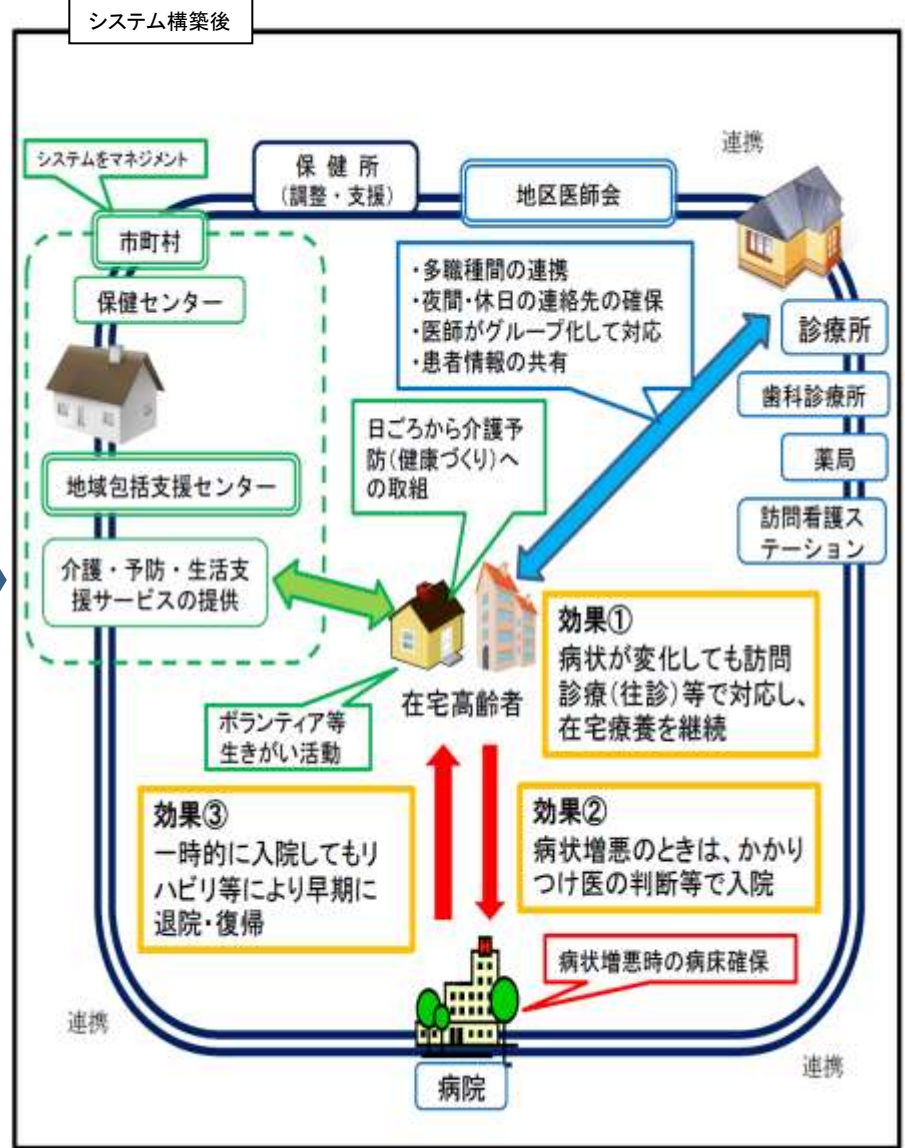 システム構築後
連携
システムをマネジメント
保健所
(調整・支援)
地区医師会
市町村
保健センター
・多職種間の連携
・夜間・休日の連絡先の確保
・医師がグループ化して対応
・患者情報の共有
診療所
歯科診療所
薬局
訪問看護ス
テーション
日ごろから介護予
防(健康づくり)へ
の取組
地域包括支援センター
介護・予防・生活支
援サービスの提供
在宅高齢者
ボランティア等
生きがい活動
効果①
病状が変化しても訪問
診療(往診)等で対応し、
在宅療養を継続
効果②
病状増悪のときは、かかり
つけ医の判断等で入院
効果③
一時的に入院してもリ
ハビリ等により早期に
退院・復帰
病状増悪時の病床確保
H
連携
連携
病院